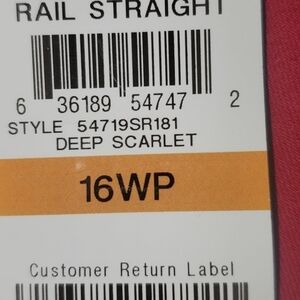 RAIL STRAIGHT
6 36189 54747 2
STYLE 54719SR181
DEEP SCARLET
16WP
Customer Return Label